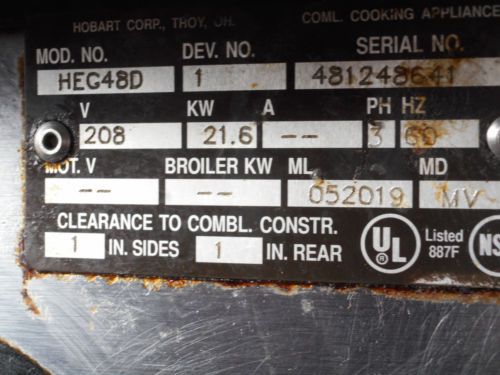 HOBART CORP., TROY, OH. COML. COOKING APPLIANCE
MOD. NO. DEV. NO. SERIAL NO.
HEG48D 1 481248641
V KW A PH HZ
208 21.6 -- 3 60
MOT. V BROILER KW ML MD
-- -- 052019 MV
CLEARANCE TO COMBL. CONSTR.
1 IN. SIDES 1 IN. REAR
UL ® Listed 887F NS